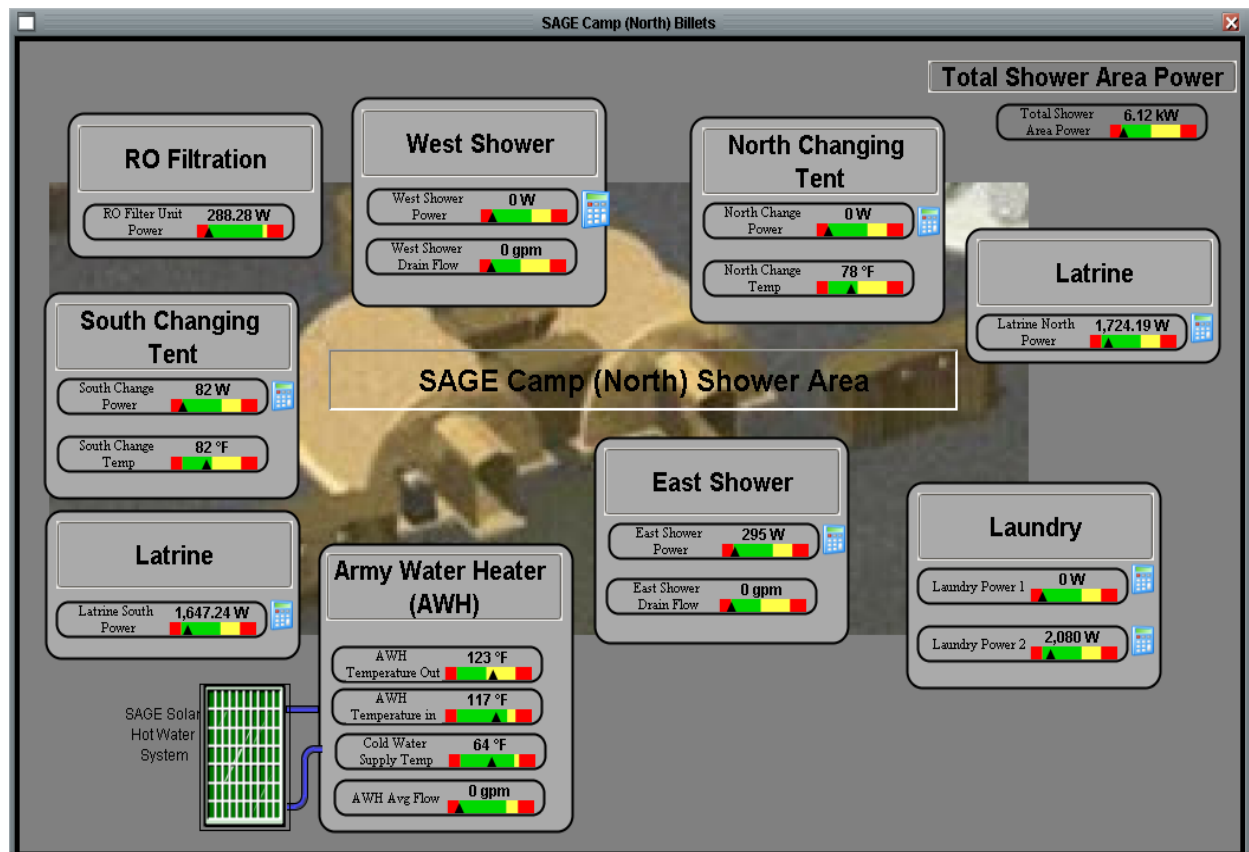 SAGE Camp (North) Billets
Total Shower Area Power
Total Shower
Area Power
6.12 kW
RO Filtration
RO Filter Unit
Power
288.28 W
West Shower
West Shower
Power
0 W
West Shower
Drain Flow
0 gpm
North Changing
Tent
North Change
Power
0 W
North Change
Temp
78 °F
Latrine
Latrine North
Power
1,724.19 W
South Changing
Tent
South Change
Power
82 W
South Change
Temp
82 °F
SAGE Camp (North) Shower Area
Latrine
Latrine South
Power
1,647.24 W
Army Water Heater
(AWH)
AWH
Temperature Out
123 °F
AWH
Temperature in
117 °F
Cold Water
Supply Temp
64 °F
AWH Avg Flow
0 gpm
East Shower
East Shower
Power
295 W
East Shower
Drain Flow
0 gpm
Laundry
Laundry Power 1
0 W
Laundry Power 2
2,080 W
SAGE Solar
Hot Water
System